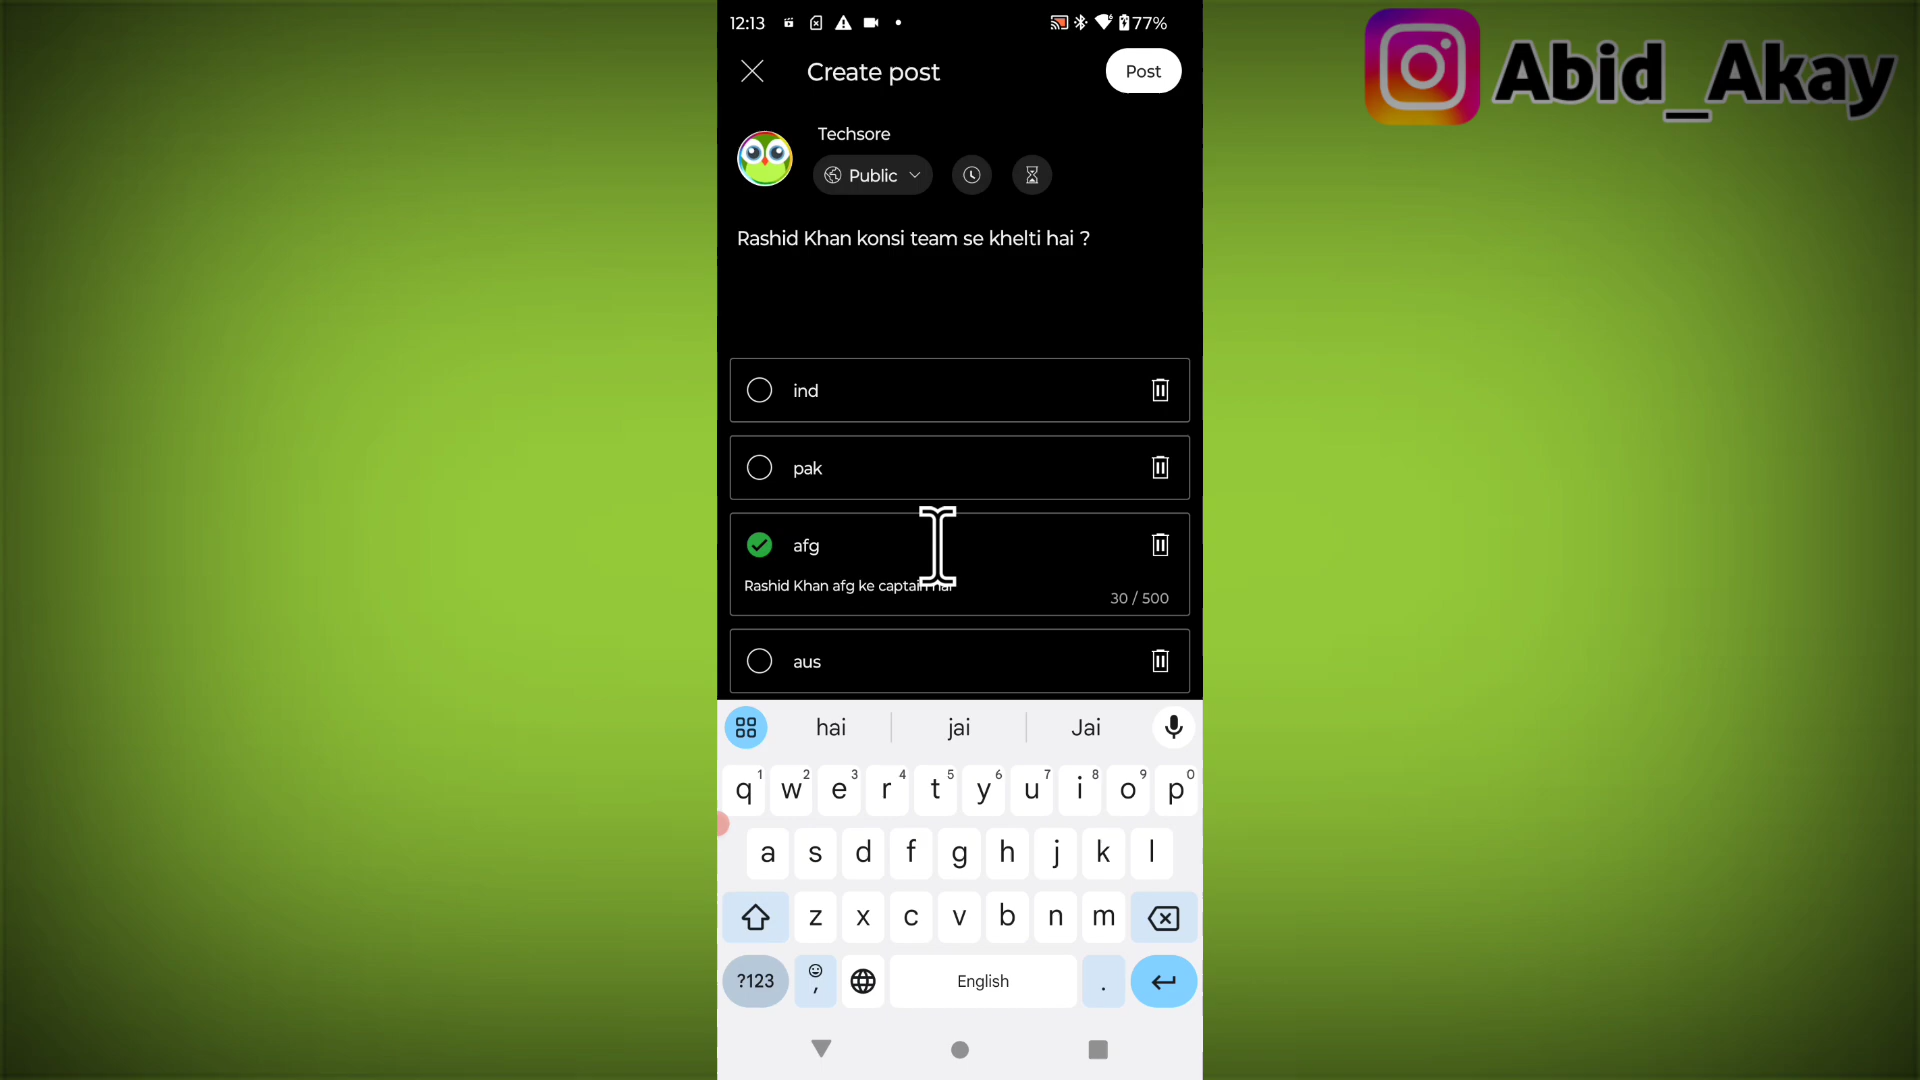 12:13
77%
Create post
Post
Abid_Akay
Techsore
Public
Rashid Khan konsi team se khelti hai ?
ind
pak
afg
Rashid Khan afg ke captain hai
30 / 500
aus
hai jai Jai
q1 w2 e3 r4 t5 y6 u7 i8 o9 p0
a s d f g h j k l
z x c v b n m
?123 , English .